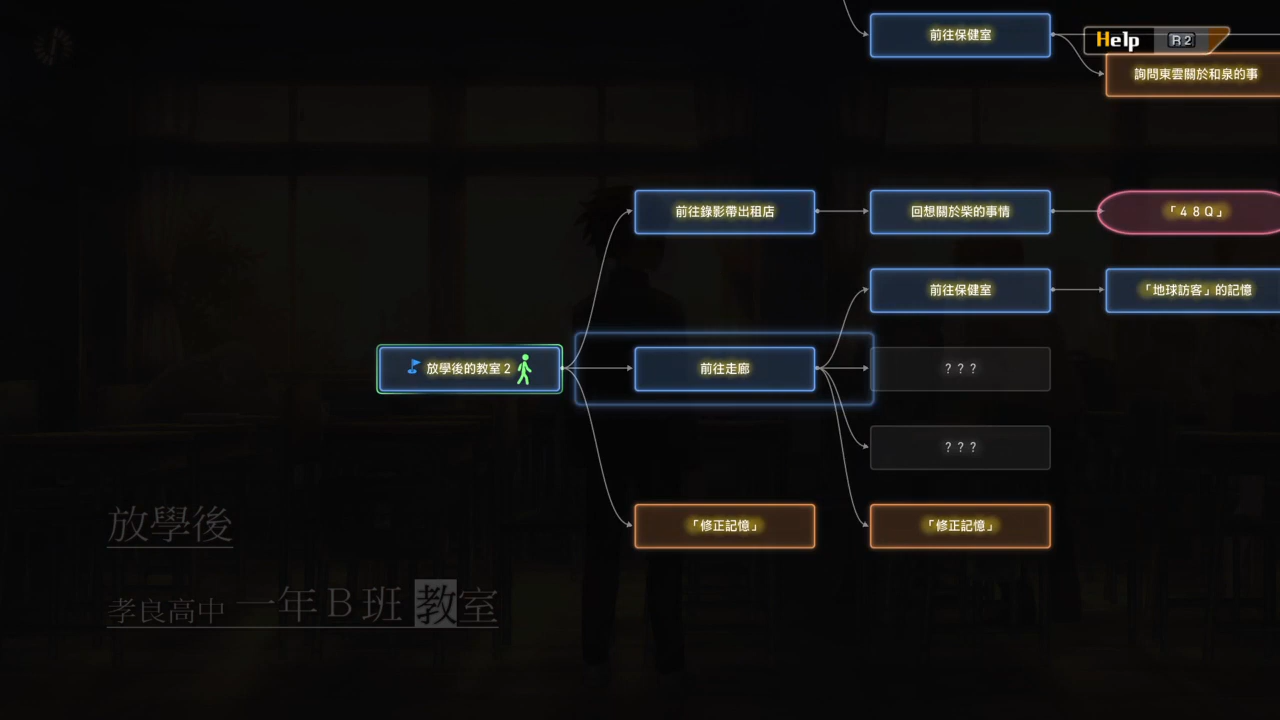 前往保健室
Help R2
詢問東雲關於和泉的事
前往錄影帶出租店
回想關於柴的事情
「４８Ｑ」
前往保健室
「地球訪客」的記憶
放學後的教室２
前往走廊
？？？
？？？
「修正記憶」
「修正記憶」
放學後
孝良高中 一年Ｂ班 教室